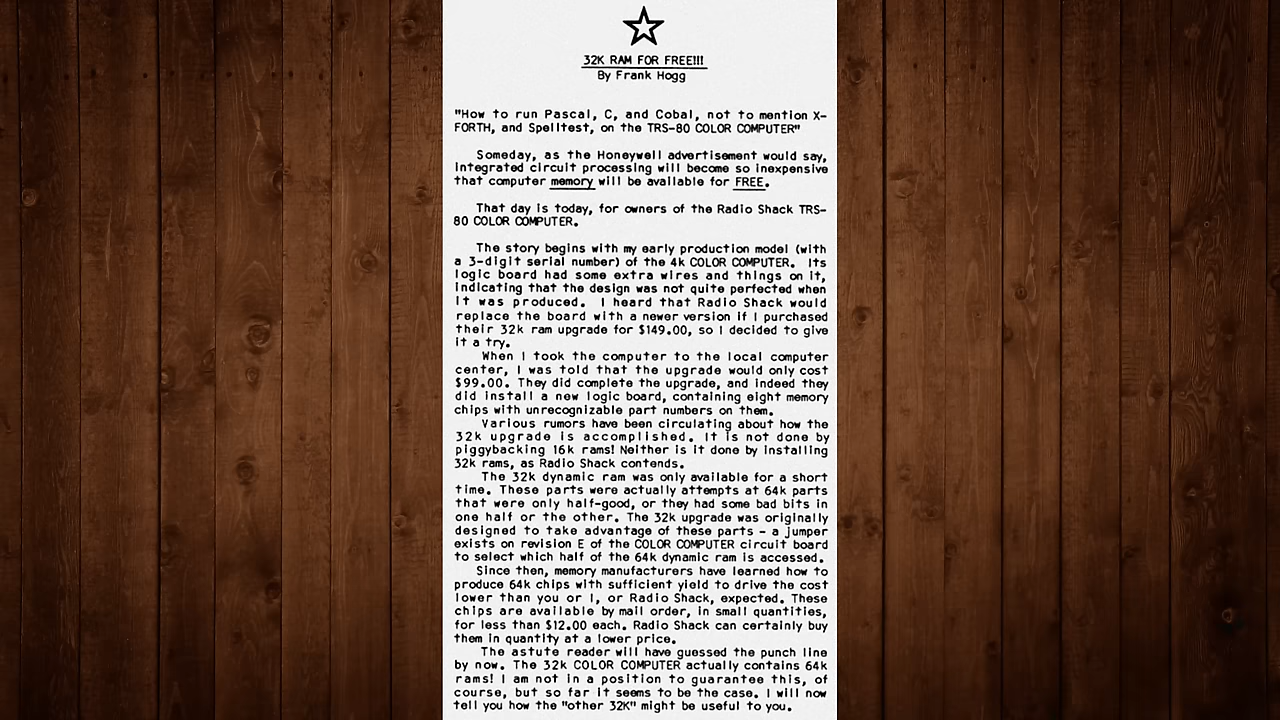 32K RAM FOR FREE!!!
By Frank Hogg
"How to run Pascal, C, and Cobal, not to mention X-
FORTH, and Spelltest, on the TRS-80 COLOR COMPUTER"
Someday, as the Honeywell advertisement would say,
integrated circuit processing will become so inexpensive
that computer memory will be available for FREE.
That day is today, for owners of the Radio Shack TRS-
80 COLOR COMPUTER.
The story begins with my early production model (with
a 3-digit serial number) of the 4k COLOR COMPUTER. Its
logic board had some extra wires and things on it,
indicating that the design was not quite perfected when
it was produced. I heard that Radio Shack would
replace the board with a newer version if I purchased
their 32k ram upgrade for $149.00, so I decided to give
it a try.
When I took the computer to the local computer
center, I was told that the upgrade would only cost
$99.00. They did complete the upgrade, and indeed they
did install a new logic board, containing eight memory
chips with unrecognizable part numbers on them.
Various rumors have been circulating about how the
32k upgrade is accomplished. It is not done by
piggybacking 16k rams! Neither is it done by installing
32k rams, as Radio Shack contends.
The 32k dynamic ram was only available for a short
time. These parts were actually attempts at 64k parts
that were only half-good, or they had some bad bits in
one half or the other. The 32k upgrade was originally
designed to take advantage of these parts - a jumper
exists on revision E of the COLOR COMPUTER circuit board
to select which half of the 64k dynamic ram is accessed.
Since then, memory manufacturers have learned how to
produce 64k chips with sufficient yield to drive the cost
lower than you or I, or Radio Shack, expected. These
chips are available by mail order, in small quantities,
for less than $12.00 each. Radio Shack can certainly buy
them in quantity at a lower price.
The astute reader will have guessed the punch line
by now. The 32k COLOR COMPUTER actually contains 64k
rams! I am not in a position to guarantee this, of
course, but so far it seems to be the case. I will now
tell you how the "other 32K" might be useful to you.